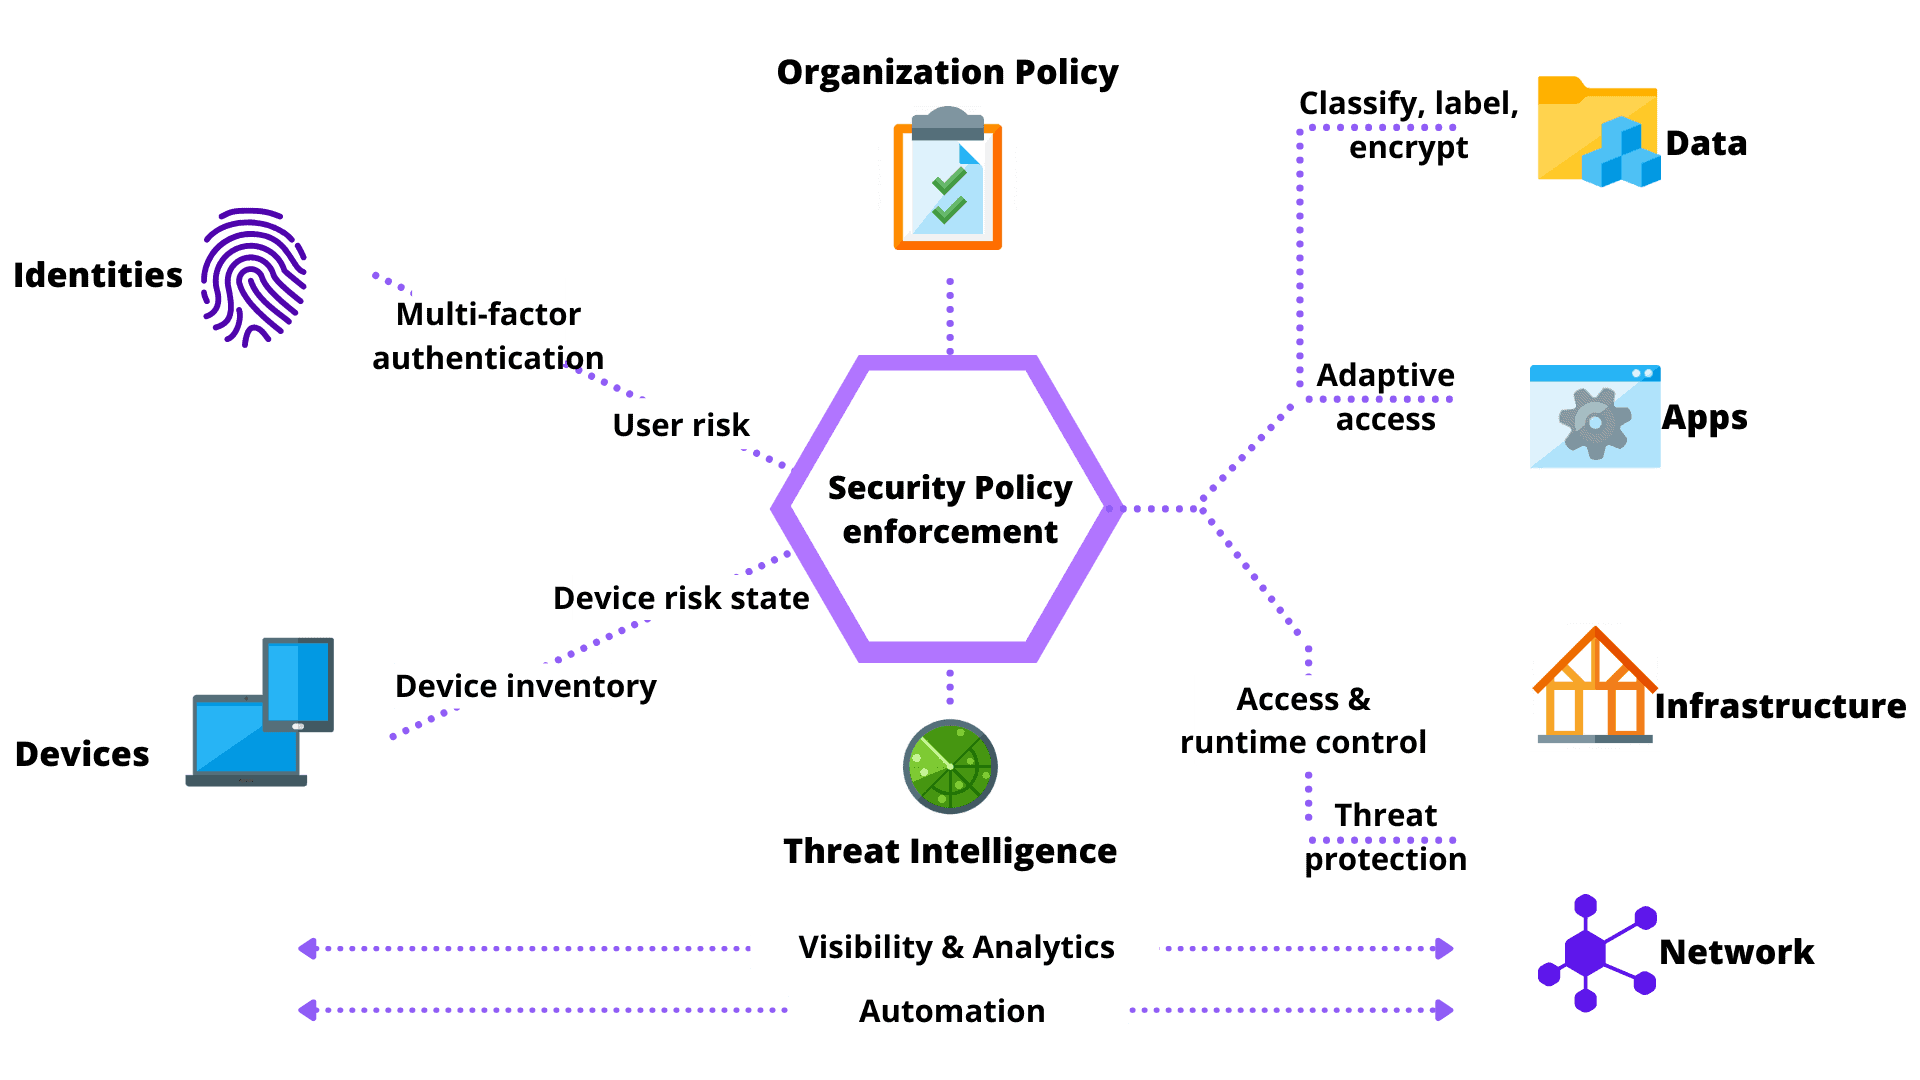 Organization Policy
Classify, label,
encrypt
Data
Identities
Multi-factor
authentication
User risk
Adaptive
access
Apps
Security Policy
enforcement
Device risk state
Device inventory
Devices
Access &
runtime control
Infrastructure
Threat
protection
Threat Intelligence
Visibility & Analytics
Network
Automation